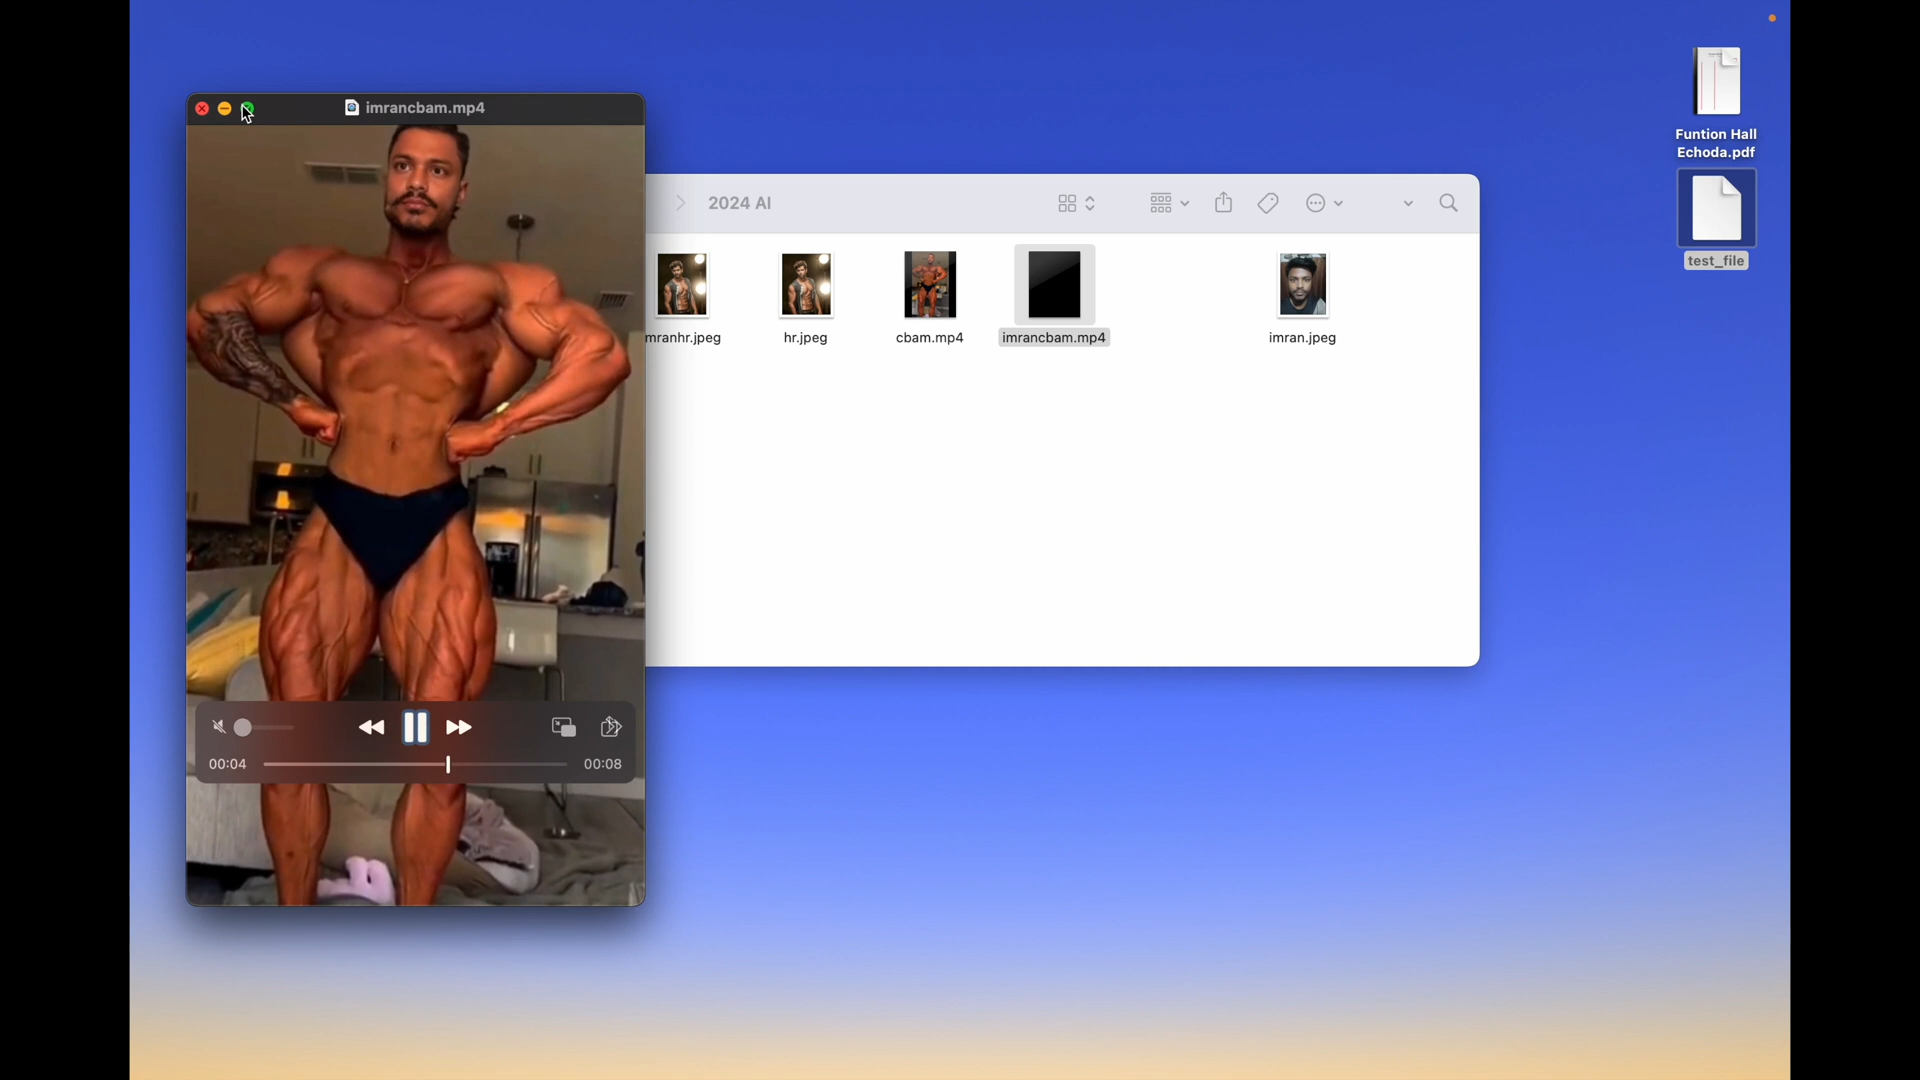 imrancbam.mp4
2024 AI
mranhr.jpeg
hr.jpeg
cbam.mp4
imrancbam.mp4
imran.jpeg
Funtion Hall
Echoda.pdf
test_file
00:04
00:08